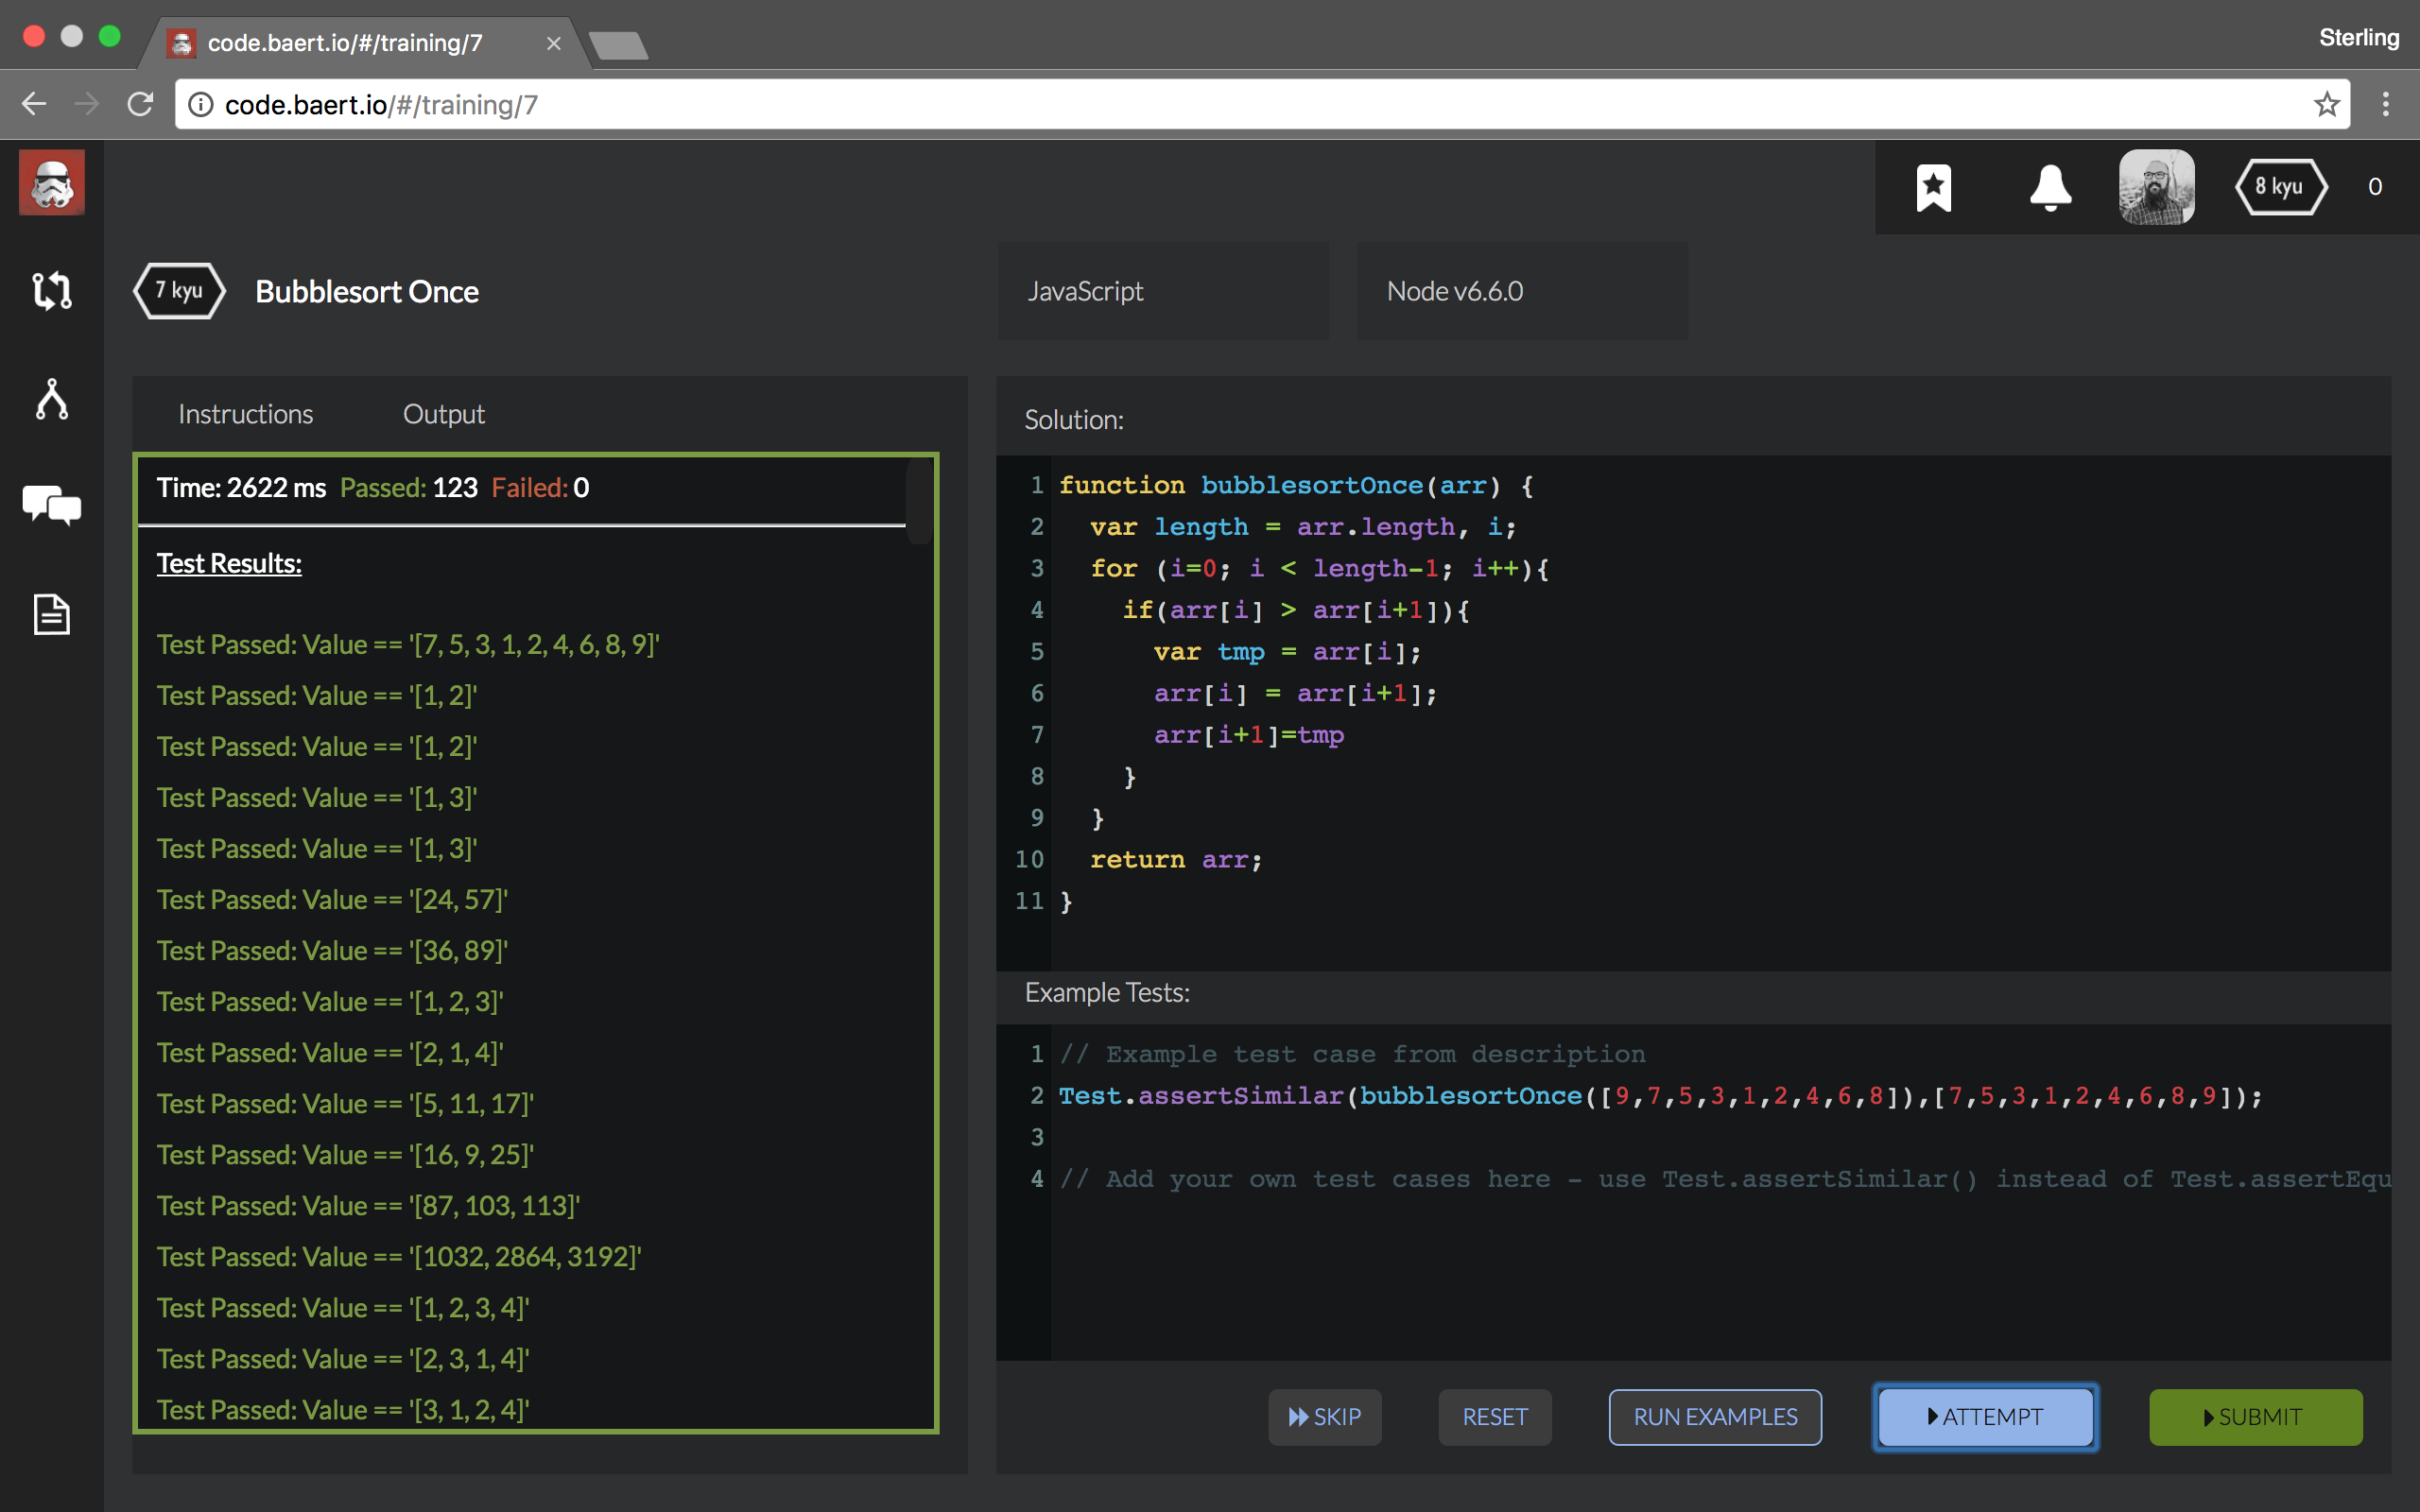 code.baert.io/#/training/7
Sterling
code.baert.io/#/training/7
8 kyu
0
7 kyu
Bubblesort Once
JavaScript
Node v6.6.0
Instructions
Output
Time: 2622 ms Passed: 123 Failed: 0
Test Results:
Test Passed: Value == '[7, 5, 3, 1, 2, 4, 6, 8, 9]'
Test Passed: Value == '[1, 2]'
Test Passed: Value == '[1, 2]'
Test Passed: Value == '[1, 3]'
Test Passed: Value == '[1, 3]'
Test Passed: Value == '[24, 57]'
Test Passed: Value == '[36, 89]'
Test Passed: Value == '[1, 2, 3]'
Test Passed: Value == '[2, 1, 4]'
Test Passed: Value == '[5, 11, 17]'
Test Passed: Value == '[16, 9, 25]'
Test Passed: Value == '[87, 103, 113]'
Test Passed: Value == '[1032, 2864, 3192]'
Test Passed: Value == '[1, 2, 3, 4]'
Test Passed: Value == '[2, 3, 1, 4]'
Test Passed: Value == '[3, 1, 2, 4]'
Solution:
1 function bubblesortOnce(arr) {
2   var length = arr.length, i;
3   for (i=0; i < length-1; i++){
4     if(arr[i] > arr[i+1]){
5       var tmp = arr[i];
6       arr[i] = arr[i+1];
7       arr[i+1]=tmp
8     }
9   }
10   return arr;
11 }
Example Tests:
1 // Example test case from description
2 Test.assertSimilar(bubblesortOnce([9,7,5,3,1,2,4,6,8]),[7,5,3,1,2,4,6,8,9]);
3
4 // Add your own test cases here - use Test.assertSimilar() instead of Test.assertEqu
SKIP
RESET
RUN EXAMPLES
ATTEMPT
SUBMIT